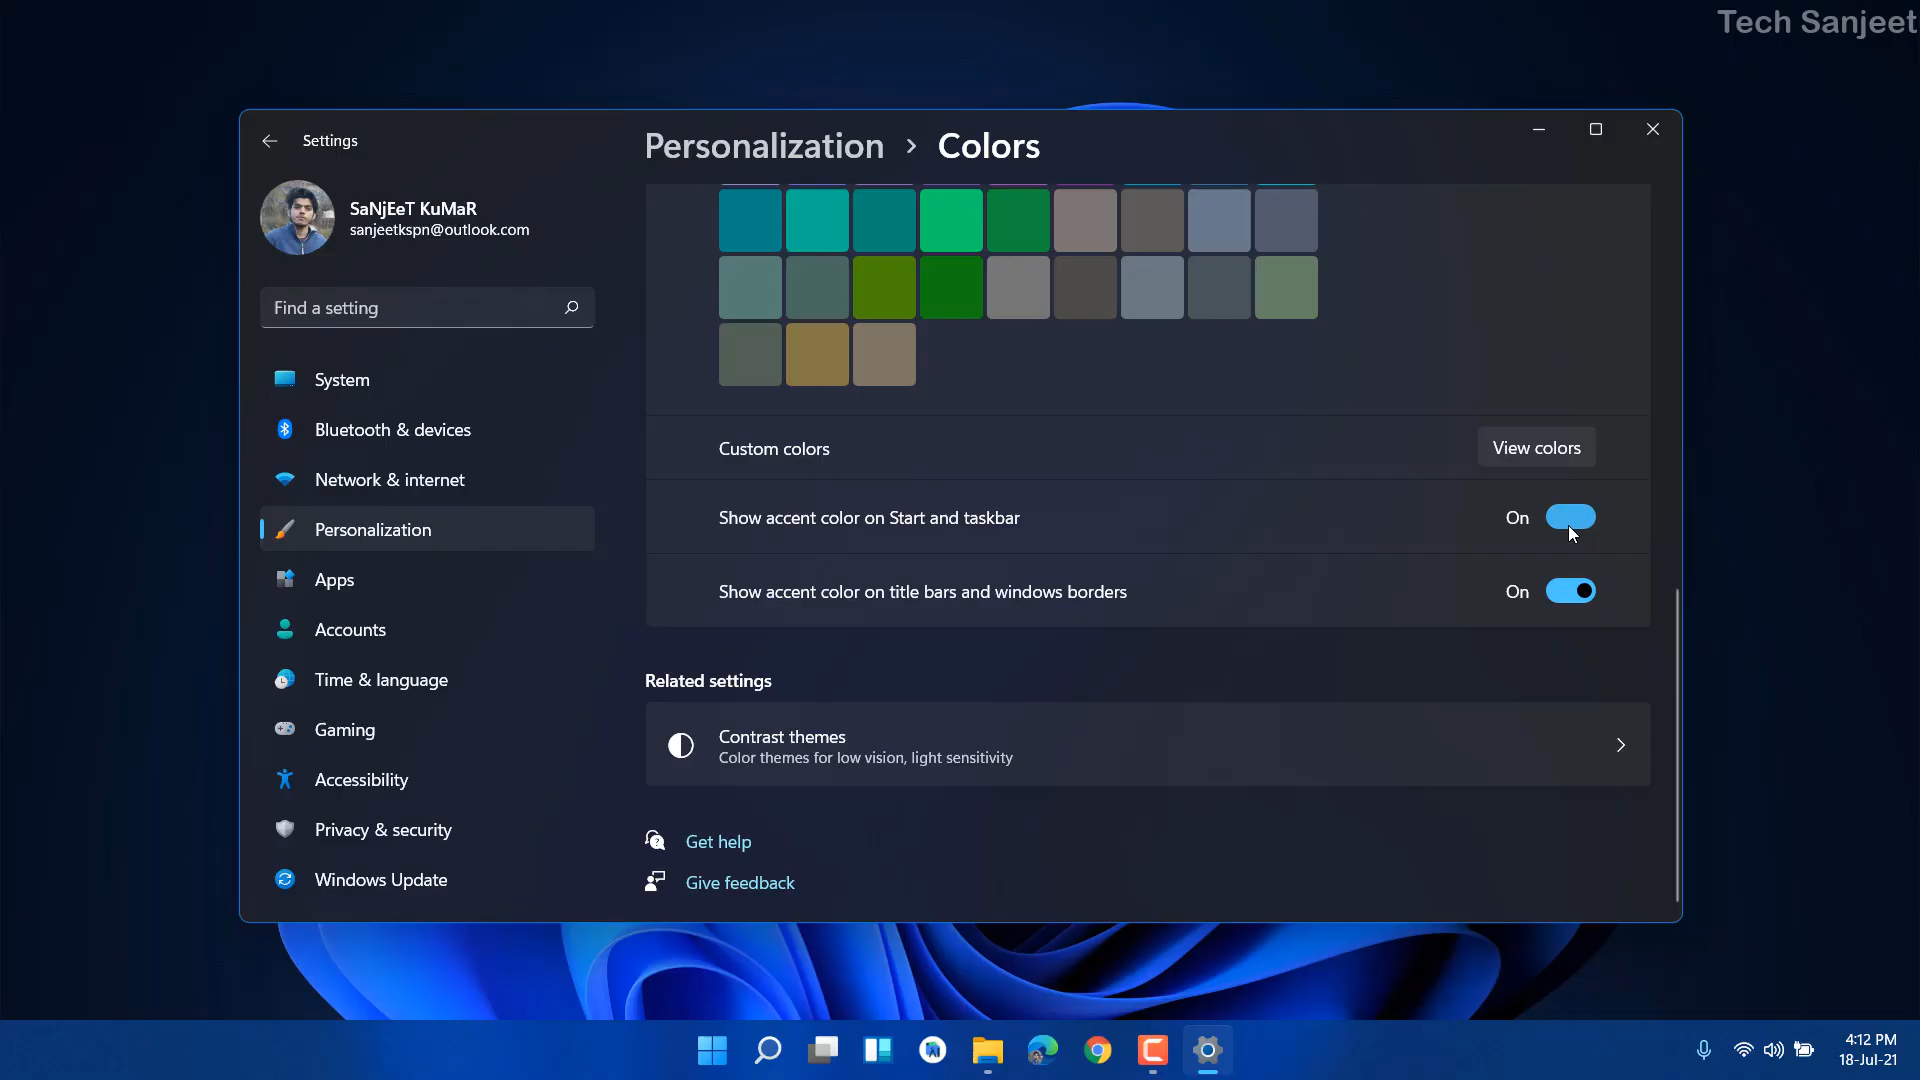 Tech Sanjeet
Settings
Personalization > Colors
SaNjEeT KuMaR
sanjeetkspn@outlook.com
Find a setting
System
Bluetooth & devices
Network & internet
Personalization
Apps
Accounts
Time & language
Gaming
Accessibility
Privacy & security
Windows Update
Custom colors
View colors
Show accent color on Start and taskbar
On
Show accent color on title bars and windows borders
On
Related settings
Contrast themes
Color themes for low vision, light sensitivity
Get help
Give feedback
4:12 PM
18-Jul-21